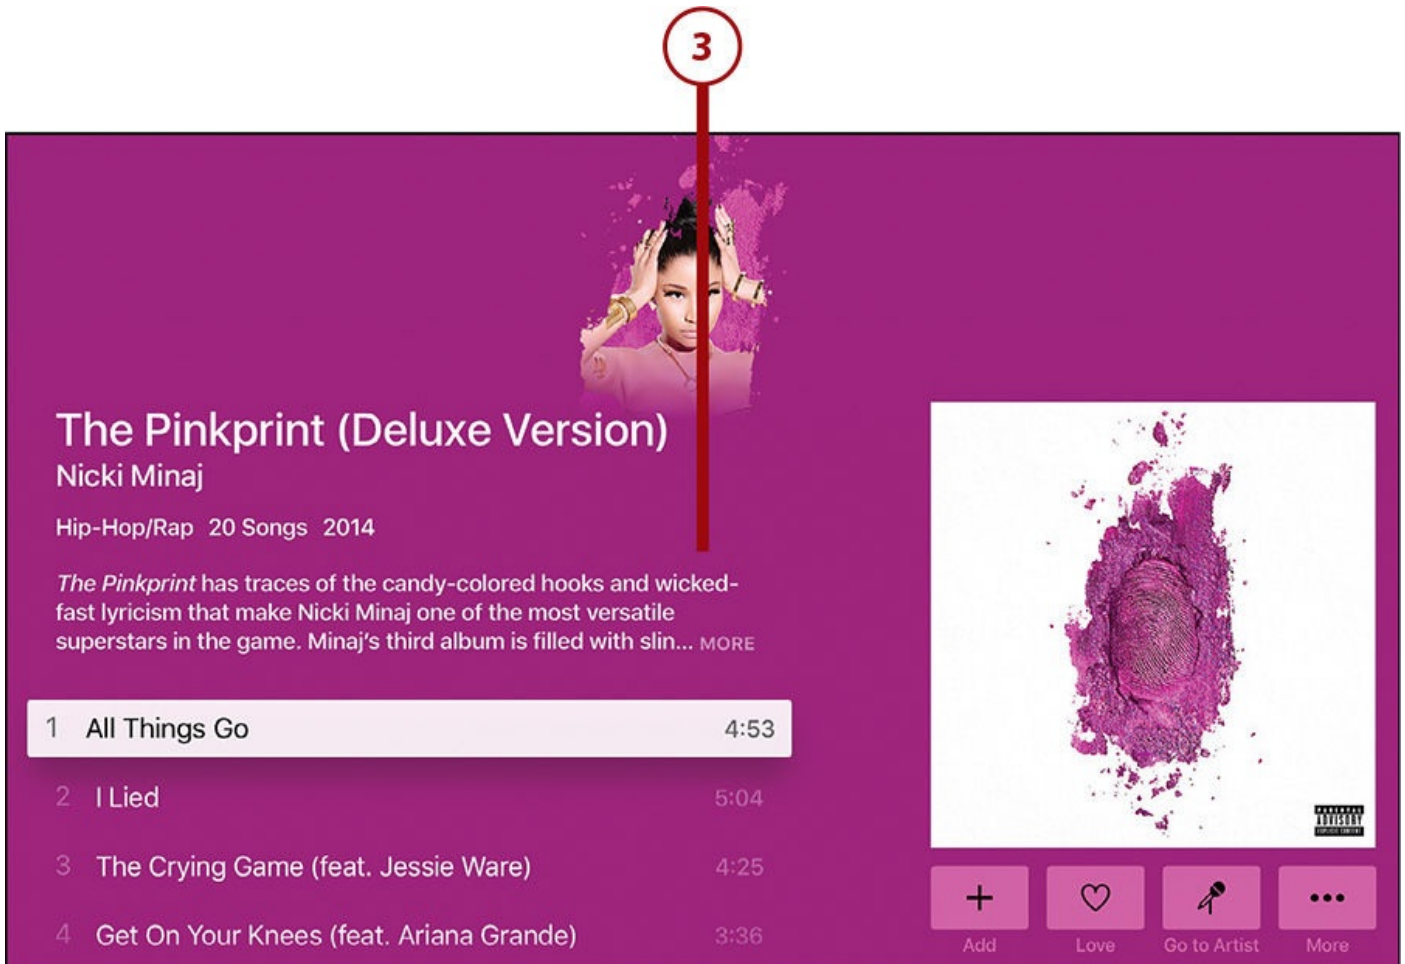 3
The Pinkprint (Deluxe Version)
Nicki Minaj
Hip-Hop/Rap 20 Songs 2014
The Pinkprint has traces of the candy-colored hooks and wicked-
fast lyricism that make Nicki Minaj one of the most versatile
superstars in the game. Minaj’s third album is filled with slin... MORE
1 All Things Go 4:53
2 I Lied 5:04
3 The Crying Game (feat. Jessie Ware) 4:25
4 Get On Your Knees (feat. Ariana Grande) 3:36
PARENTAL
ADVISORY
EXPLICIT CONTENT
Add Love Go to Artist More